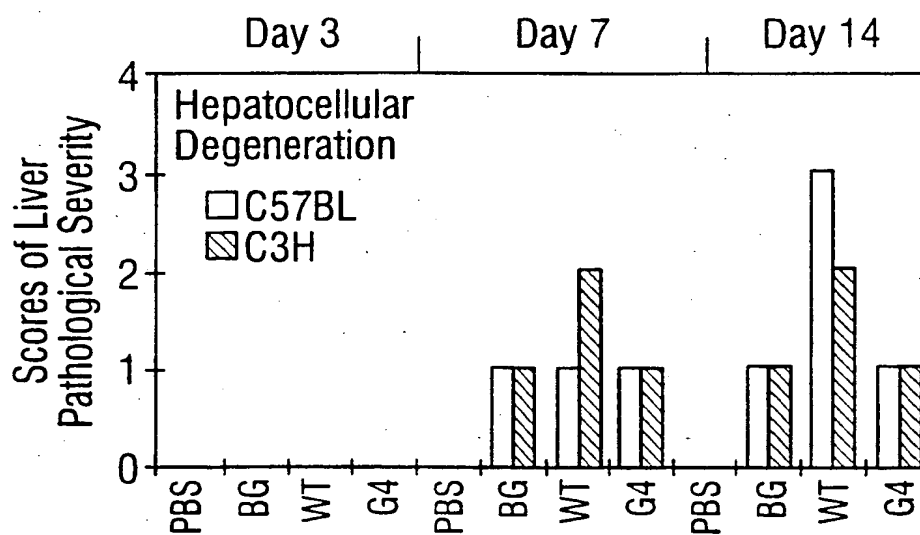 Day 3
Day 7
Day 14
Scores of Liver
Pathological Severity
4
3
2
1
0
Hepatocellular
Degeneration
C57BL
C3H
PBS
BG
WT
G4
PBS
BG
WT
G4
PBS
BG
WT
G4